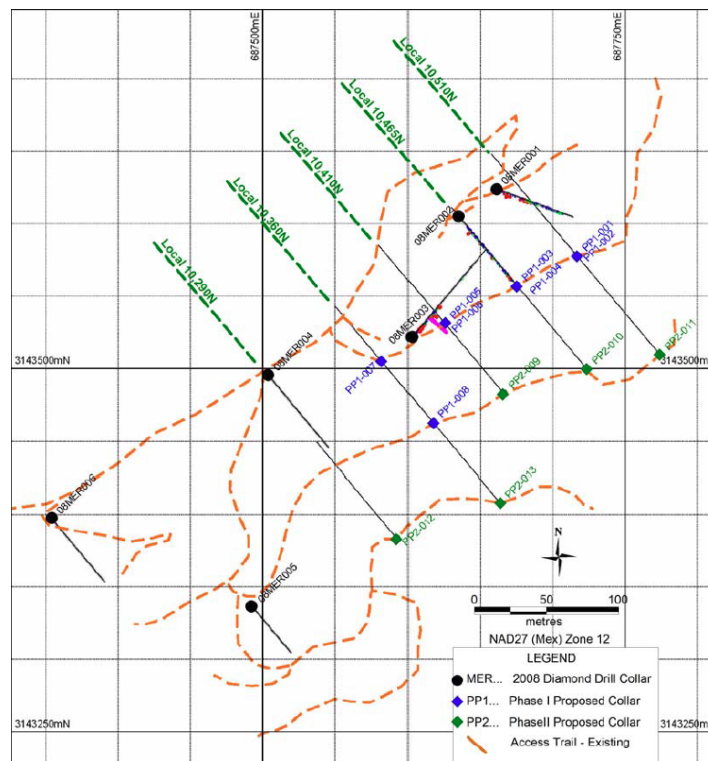 687500mE
687750mE
Local 10,510N
Local 10,465N
Local 10,410N
Local 10,360N
Local 10,290N
08MER001
08MER002
PP1-001
PP1-002
PP1-003
PP1-004
PP1-005
PP1-006
08MER003
08MER004
3143500mN
3143500mN
PP1-007
PP1-008
PP2-009
PP2-010
PP2-011
PP2-013
PP2-012
08MER006
08MER005
N
0 50 100
metres
NAD27 (Mex) Zone 12
LEGEND
MER... 2008 Diamond Drill Collar
PP1... Phase I Proposed Collar
PP2... PhaseII Proposed Collar
Access Trail - Existing
3143250mN
3143250mN